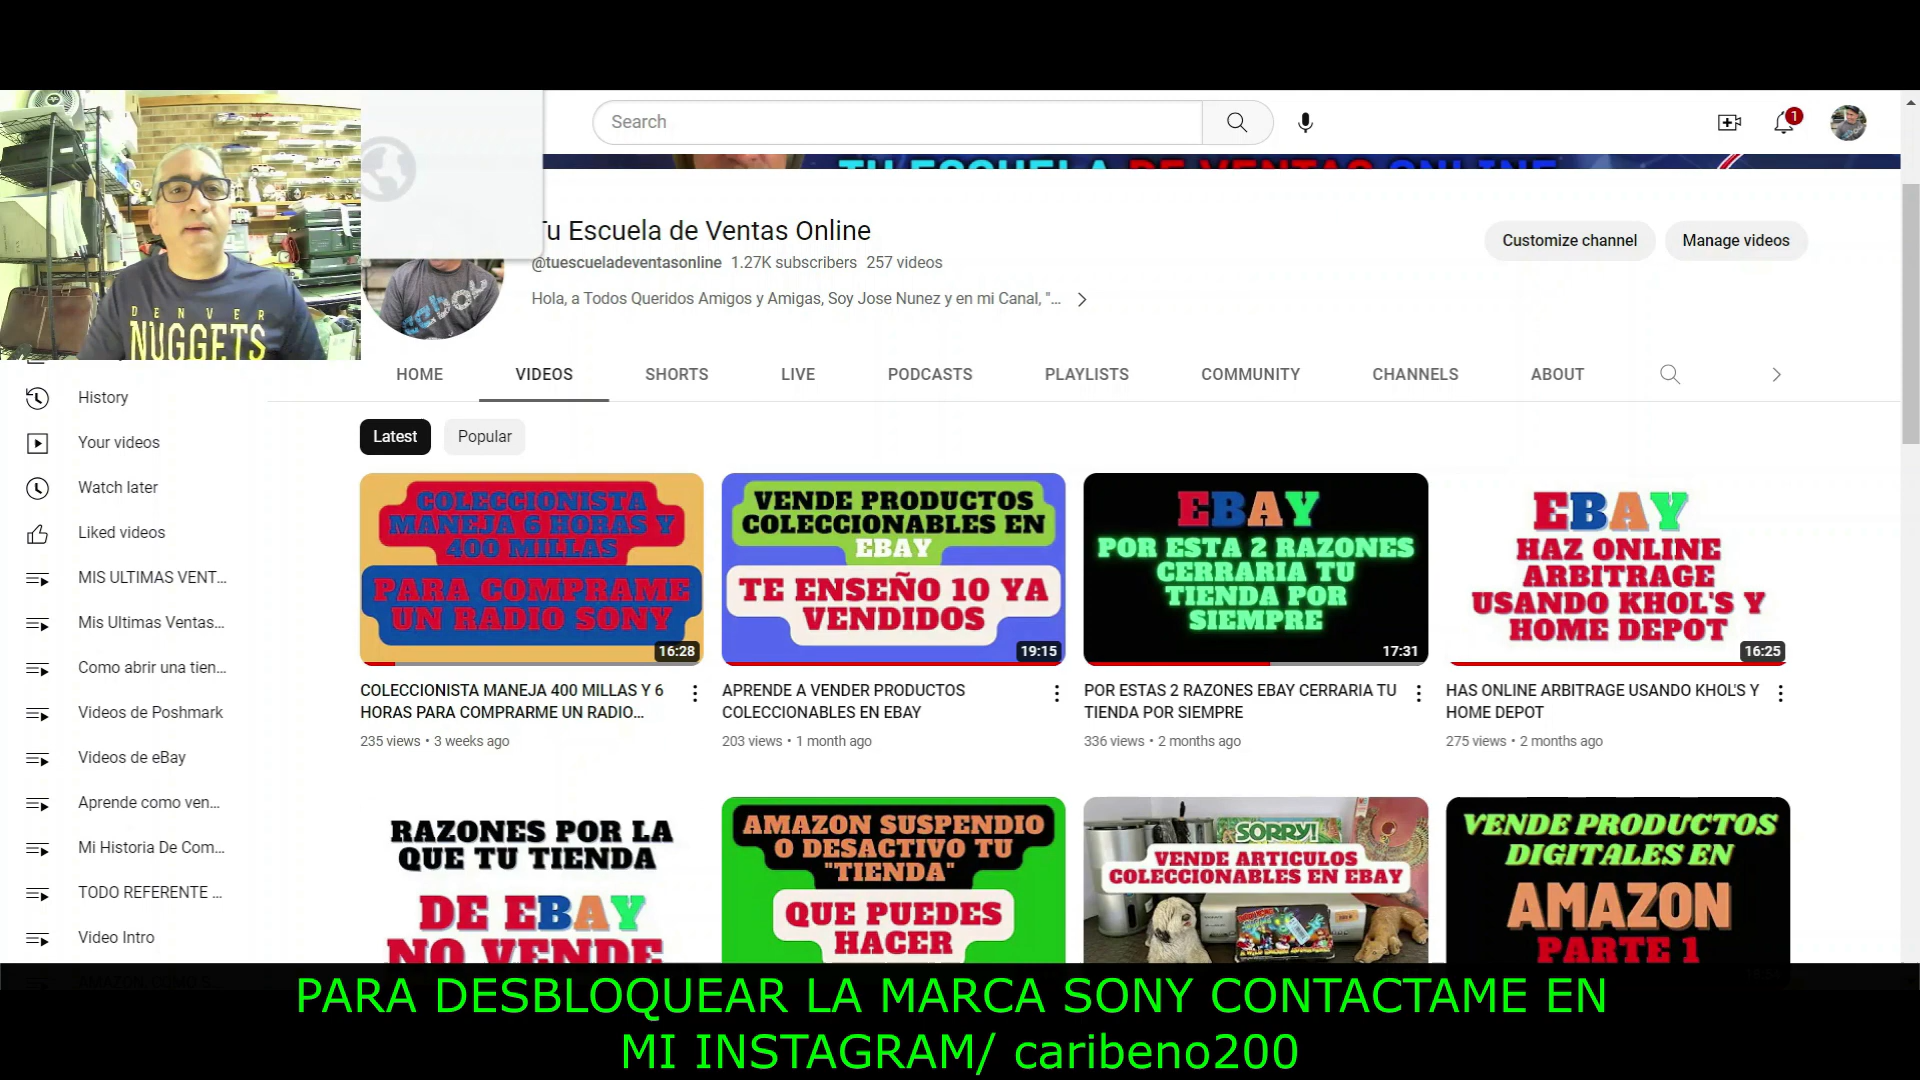 Search
1
TU ESCUELA DE VENTAS ONLINE
DENVER
NUGGETS
Tu Escuela de Ventas Online
@tuescueladeventasonline 1.27K subscribers 257 videos
Hola, a Todos Queridos Amigos y Amigas, Soy Jose Nunez y en mi Canal, "...
Customize channel
Manage videos
HOME
VIDEOS
SHORTS
LIVE
PODCASTS
PLAYLISTS
COMMUNITY
CHANNELS
ABOUT
History
Your videos
Watch later
Liked videos
MIS ULTIMAS VENT...
Mis Ultimas Ventas...
Como abrir una tien...
Videos de Poshmark
Videos de eBay
Aprende como ven...
Mi Historia De Com...
TODO REFERENTE ...
Video Intro
Latest
Popular
COLECCIONISTA
MANEJA 6 HORAS Y
400 MILLAS
PARA COMPRAME
UN RADIO SONY
16:28
COLECCIONISTA MANEJA 400 MILLAS Y 6
HORAS PARA COMPRARME UN RADIO...
235 views • 3 weeks ago
VENDE PRODUCTOS
COLECCIONABLES EN
EBAY
TE ENSEÑO 10 YA
VENDIDOS
19:15
APRENDE A VENDER PRODUCTOS
COLECCIONABLES EN EBAY
203 views • 1 month ago
EBAY
POR ESTA 2 RAZONES
CERRARIA TU
TIENDA POR
SIEMPRE
17:31
POR ESTAS 2 RAZONES EBAY CERRARIA TU
TIENDA POR SIEMPRE
336 views • 2 months ago
EBAY
HAZ ONLINE
ARBITRAGE
USANDO KHOL'S Y
HOME DEPOT
16:25
HAS ONLINE ARBITRAGE USANDO KHOL'S Y
HOME DEPOT
275 views • 2 months ago
RAZONES POR LA
QUE TU TIENDA
DE EBAY
NO VENDE
AMAZON SUSPENDIO
O DESACTIVO TU
"TIENDA"
QUE PUEDES
HACER
SORRY!
VENDE ARTICULOS
COLECCIONABLES EN EBAY
VENDE PRODUCTOS
DIGITALES EN
AMAZON
PARTE 1
PARA DESBLOQUEAR LA MARCA SONY CONTACTAME EN
MI INSTAGRAM/ caribeno200